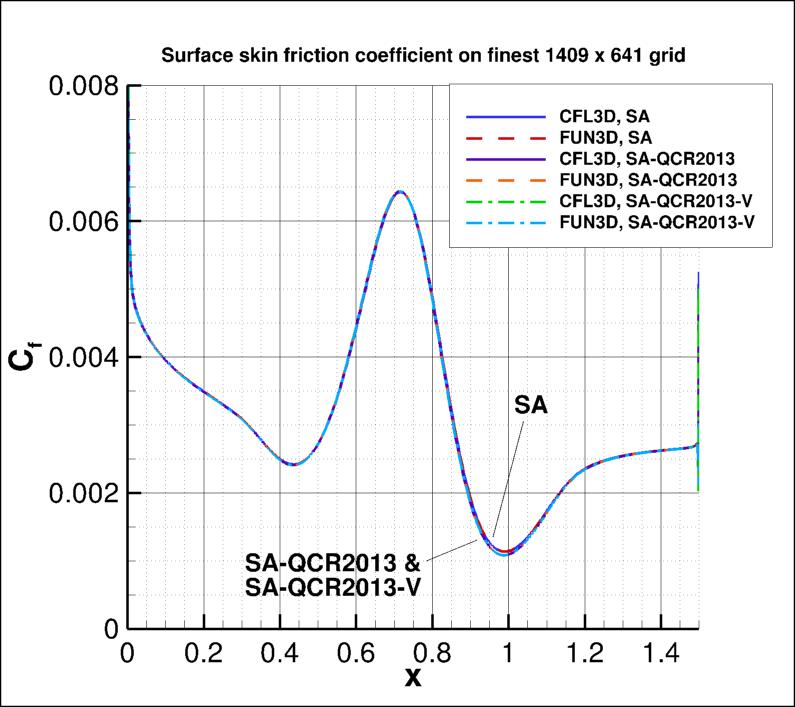 Surface skin friction coefficient on finest 1409 x 641 grid
0.008
CFL3D, SA
FUN3D, SA
CFL3D, SA-QCR2013
FUN3D, SA-QCR2013
CFL3D, SA-QCR2013-V
FUN3D, SA-QCR2013-V
0.006
Cf
0.004
SA
0.002
SA-QCR2013 &
SA-QCR2013-V
0
0 0.2 0.4 0.6 0.8 1 1.2 1.4
x